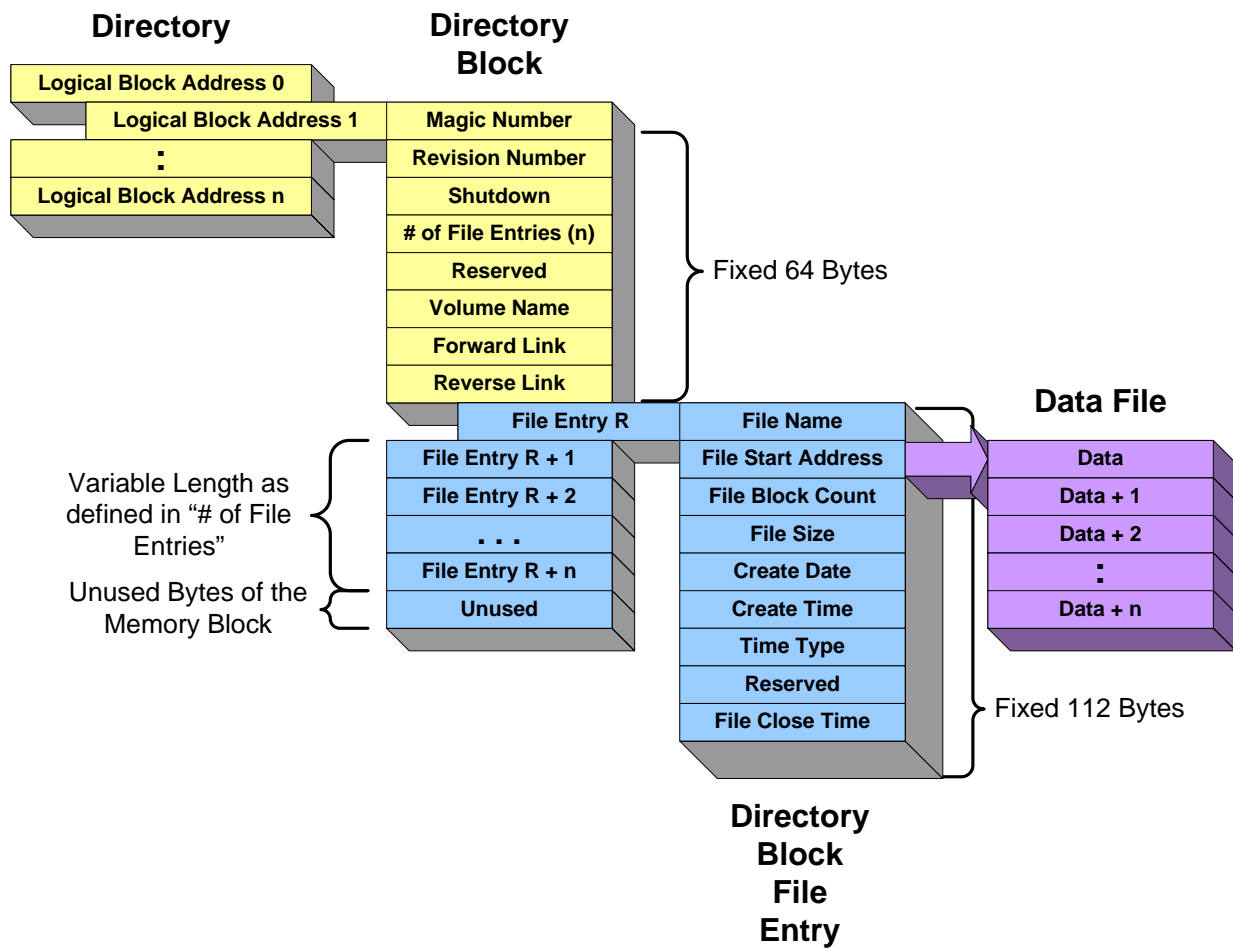 Directory
Logical Block Address 0
Logical Block Address 1
:
Logical Block Address n
Directory
Block
Magic Number
Revision Number
Shutdown
# of File Entries (n)
Reserved
Volume Name
Forward Link
Reverse Link
Fixed 64 Bytes
File Entry R
File Entry R + 1
File Entry R + 2
. . .
File Entry R + n
Unused
Variable Length as
defined in “# of File
Entries”
Unused Bytes of the
Memory Block
File Name
File Start Address
File Block Count
File Size
Create Date
Create Time
Time Type
Reserved
File Close Time
Fixed 112 Bytes
Directory
Block
File
Entry
Data File
Data
Data + 1
Data + 2
:
Data + n